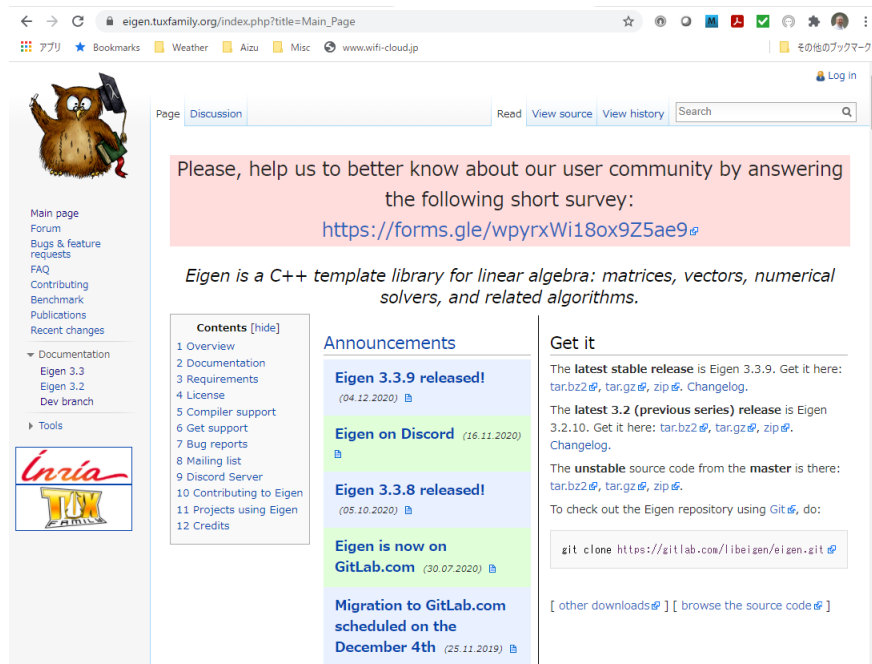 eigen.tuxfamily.org/index.php?title=Main_Page
アプリ Bookmarks Weather Aizu Misc www.wifi-cloud.jp その他のブックマーク
Log in
Page Discussion Read View source View history Search
Please, help us to better know about our user community by answering
the following short survey:
https://forms.gle/wpyrxWi18ox9Z5ae9
Eigen is a C++ template library for linear algebra: matrices, vectors, numerical
solvers, and related algorithms.
Main page
Forum
Bugs & feature
requests
FAQ
Contributing
Benchmark
Publications
Recent changes
Documentation
Eigen 3.3
Eigen 3.2
Dev branch
Tools
Inria
TUX
FAMILY
Contents [hide]
1 Overview
2 Documentation
3 Requirements
4 License
5 Compiler support
6 Get support
7 Bug reports
8 Mailing list
9 Discord Server
10 Contributing to Eigen
11 Projects using Eigen
12 Credits
Announcements
Eigen 3.3.9 released!
(04.12.2020)
Eigen on Discord (16.11.2020)
Eigen 3.3.8 released!
(05.10.2020)
Eigen is now on
GitLab.com (30.07.2020)
Migration to GitLab.com
scheduled on the
December 4th (25.11.2019)
Get it
The latest stable release is Eigen 3.3.9. Get it here:
tar.bz2, tar.gz, zip. Changelog.
The latest 3.2 (previous series) release is Eigen
3.2.10. Get it here: tar.bz2, tar.gz, zip.
Changelog.
The unstable source code from the master is there:
tar.bz2, tar.gz, zip.
To check out the Eigen repository using Git, do:
git clone https://gitlab.com/libeigen/eigen.git
[ other downloads ] [ browse the source code ]